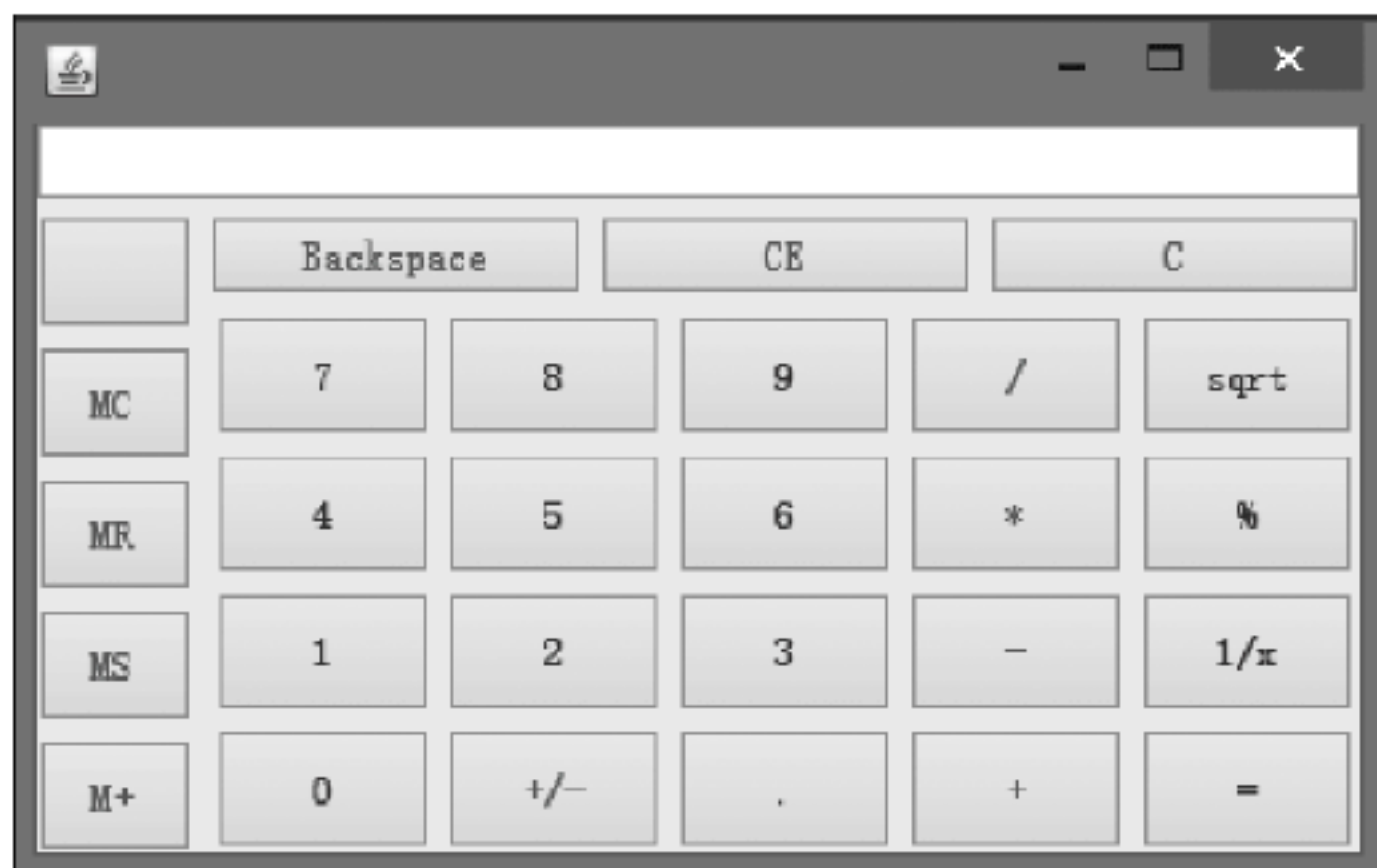 Backspace CE C
7 8 9 / sqrt
MC
4 5 6 * %
MR
1 2 3 - 1/x
MS
0 +/- . + =
M+